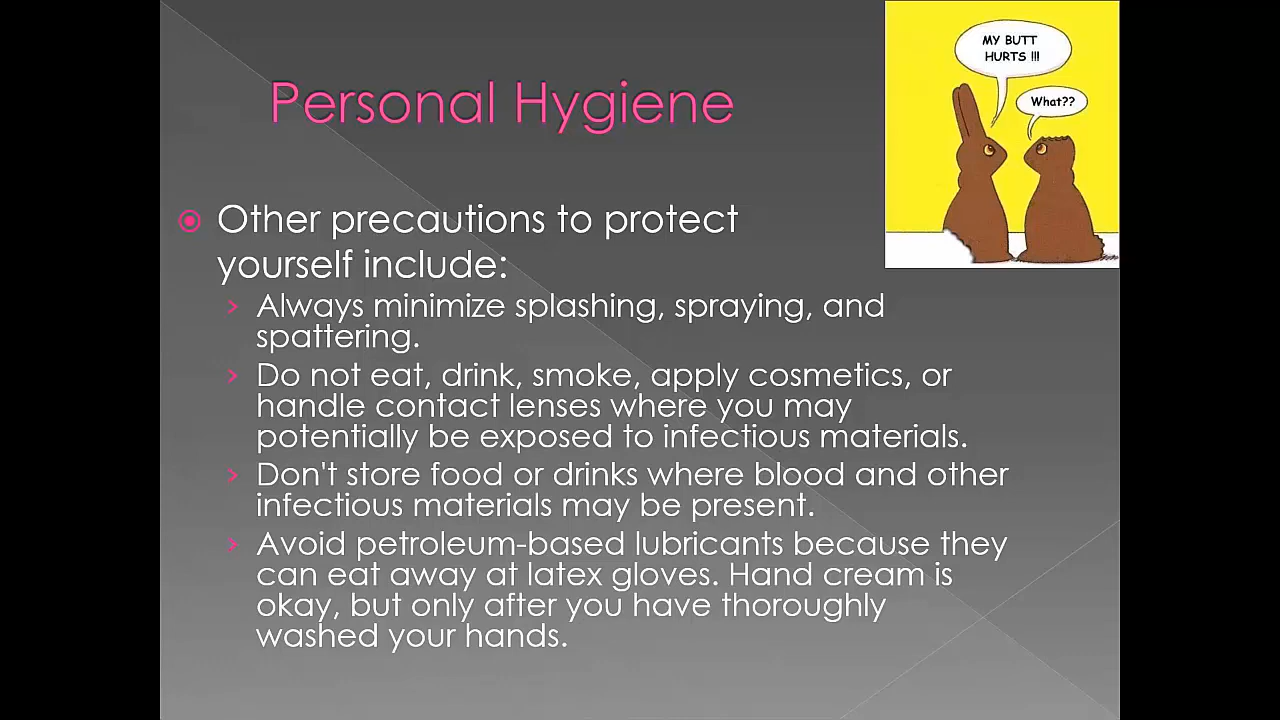 MY BUTT
HURTS !!!
What??
Personal Hygiene
Other precautions to protect
yourself include:
Always minimize splashing, spraying, and
spattering.
Do not eat, drink, smoke, apply cosmetics, or
handle contact lenses where you may
potentially be exposed to infectious materials.
Don't store food or drinks where blood and other
infectious materials may be present.
Avoid petroleum-based lubricants because they
can eat away at latex gloves. Hand cream is
okay, but only after you have thoroughly
washed your hands.